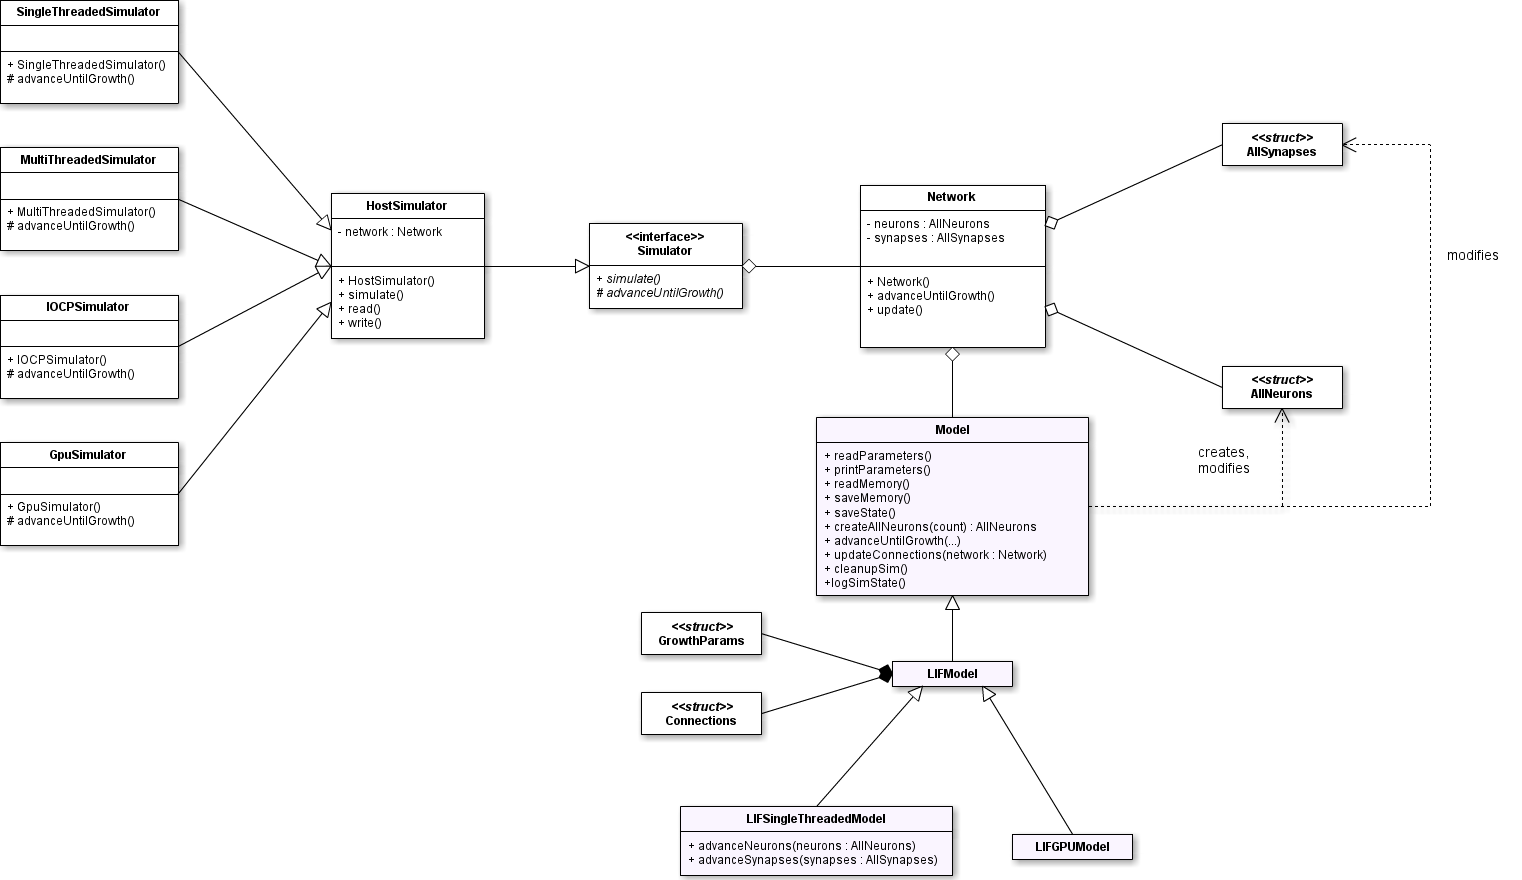 SingleThreadedSimulator
+ SingleThreadedSimulator()
# advanceUntilGrowth()
MultiThreadedSimulator
+ MultiThreadedSimulator()
# advanceUntilGrowth()
IOCPSimulator
+ IOCPSimulator()
# advanceUntilGrowth()
GpuSimulator
+ GpuSimulator()
# advanceUntilGrowth()
HostSimulator
- network : Network
+ HostSimulator()
+ simulate()
+ read()
+ write()
<<interface>>
Simulator
+ simulate()
# advanceUntilGrowth()
Network
- neurons : AllNeurons
- synapses : AllSynapses
+ Network()
+ advanceUntilGrowth()
+ update()
<<struct>>
AllSynapses
modifies
<<struct>>
AllNeurons
creates,
modifies
Model
+ readParameters()
+ printParameters()
+ readMemory()
+ saveMemory()
+ saveState()
+ createAllNeurons(count) : AllNeurons
+ advanceUntilGrowth(...)
+ updateConnections(network : Network)
+ cleanupSim()
+logSimState()
<<struct>>
GrowthParams
<<struct>>
Connections
LIFModel
LIFSingleThreadedModel
+ advanceNeurons(neurons : AllNeurons)
+ advanceSynapses(synapses : AllSynapses)
LIFGPUModel